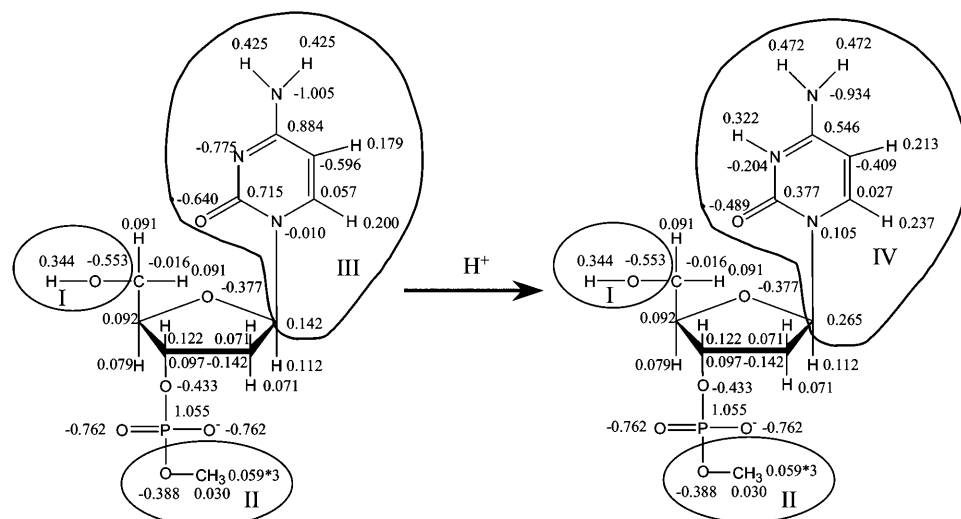 0.425 0.425
H H
N -1.005
0.884
-0.775 N H 0.179
-0.596
-0.640 0.715 0.057
O N H 0.200
0.091 -0.010
H
0.344 -0.553 -0.016 0.091 III
H O C H
I O -0.377
0.092 0.142
H H
0.122 0.071
0.079 H 0.097 -0.142 H 0.112
H 0.071
O -0.433
1.055
-0.762 O P O- -0.762
O CH3 0.059*3
-0.388 0.030 II
H+
0.472 0.472
H H
N -0.934
0.322
H 0.546
-0.204 N H 0.213
-0.409
-0.489 0.377 0.027
O N H 0.237
0.091 0.105
H
0.344 -0.553 -0.016 0.091 IV
H O C H
I O -0.377
0.092 0.265
H H
0.122 0.071
0.079 H 0.097 -0.142 H 0.112
H 0.071
O -0.433
1.055
-0.762 O P O- -0.762
O CH3 0.059*3
-0.388 0.030 II